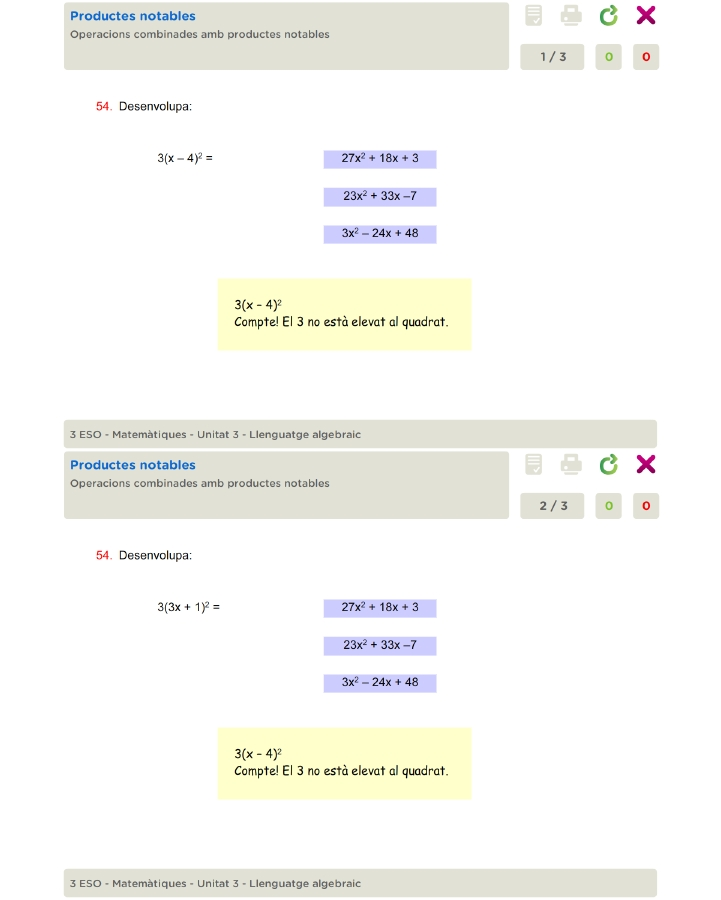 Productes notables
Operacions combinades amb productes notables
1 / 3
0
0
54. Desenvolupa:
3(x – 4)² =
27x² + 18x + 3
23x² + 33x –7
3x² – 24x + 48
3(x – 4)²
Compte! El 3 no està elevat al quadrat.
3 ESO - Matemàtiques - Unitat 3 - Llenguatge algebraic
Productes notables
Operacions combinades amb productes notables
2 / 3
0
0
54. Desenvolupa:
3(3x + 1)² =
27x² + 18x + 3
23x² + 33x –7
3x² – 24x + 48
3(x – 4)²
Compte! El 3 no està elevat al quadrat.
3 ESO - Matemàtiques - Unitat 3 - Llenguatge algebraic